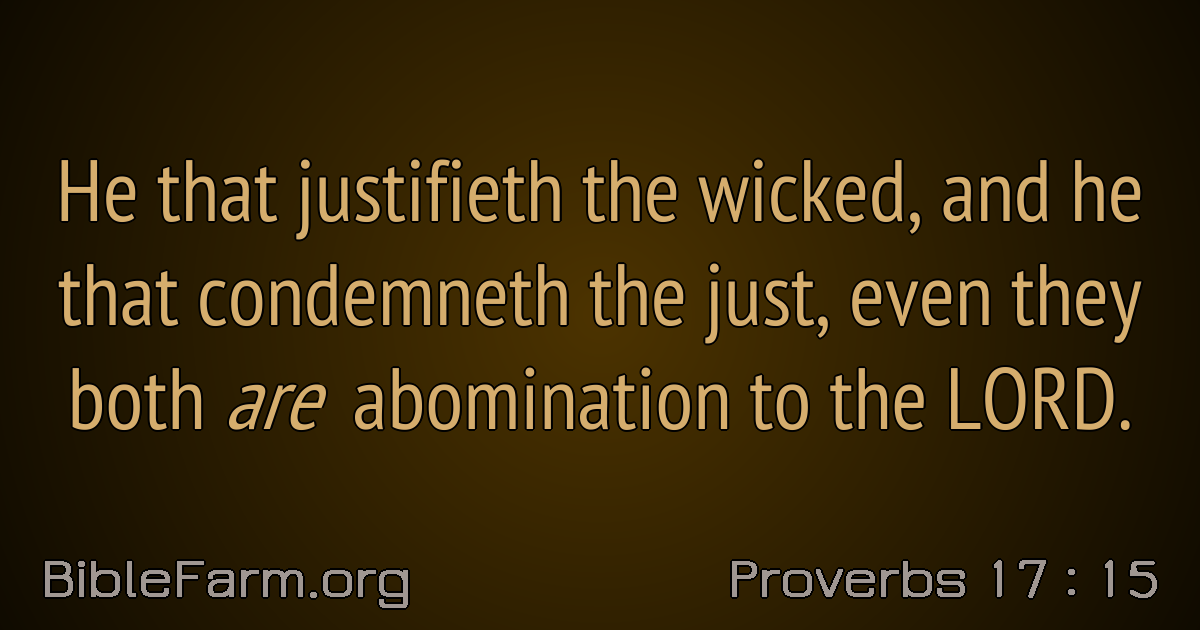 He that justifieth the wicked, and he
that condemneth the just, even they
both are abomination to the LORD.
BibleFarm.org
Proverbs 17 : 15